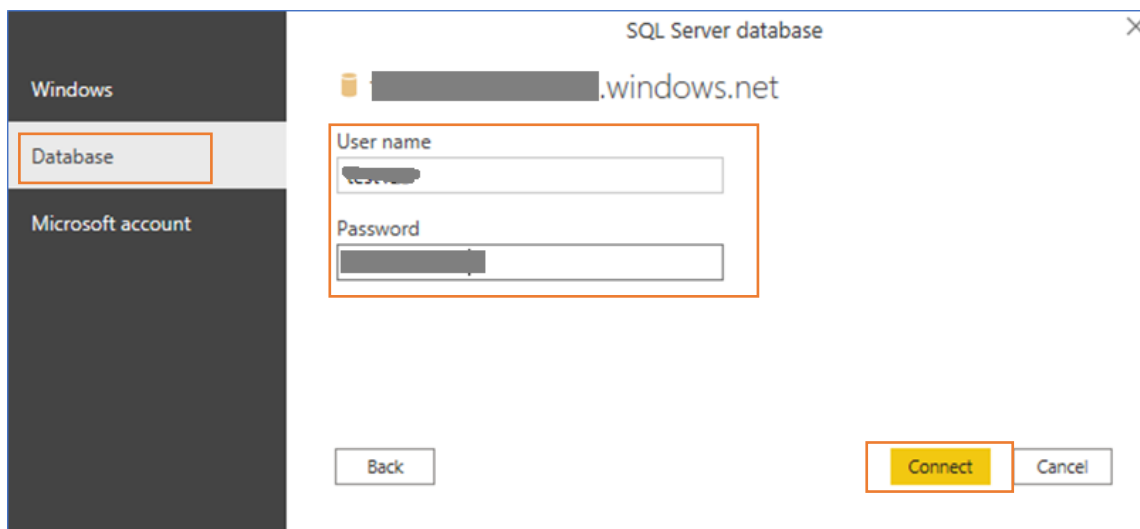 SQL Server database
Windows
.windows.net
Database
User name
Microsoft account
Password
Back
Connect
Cancel